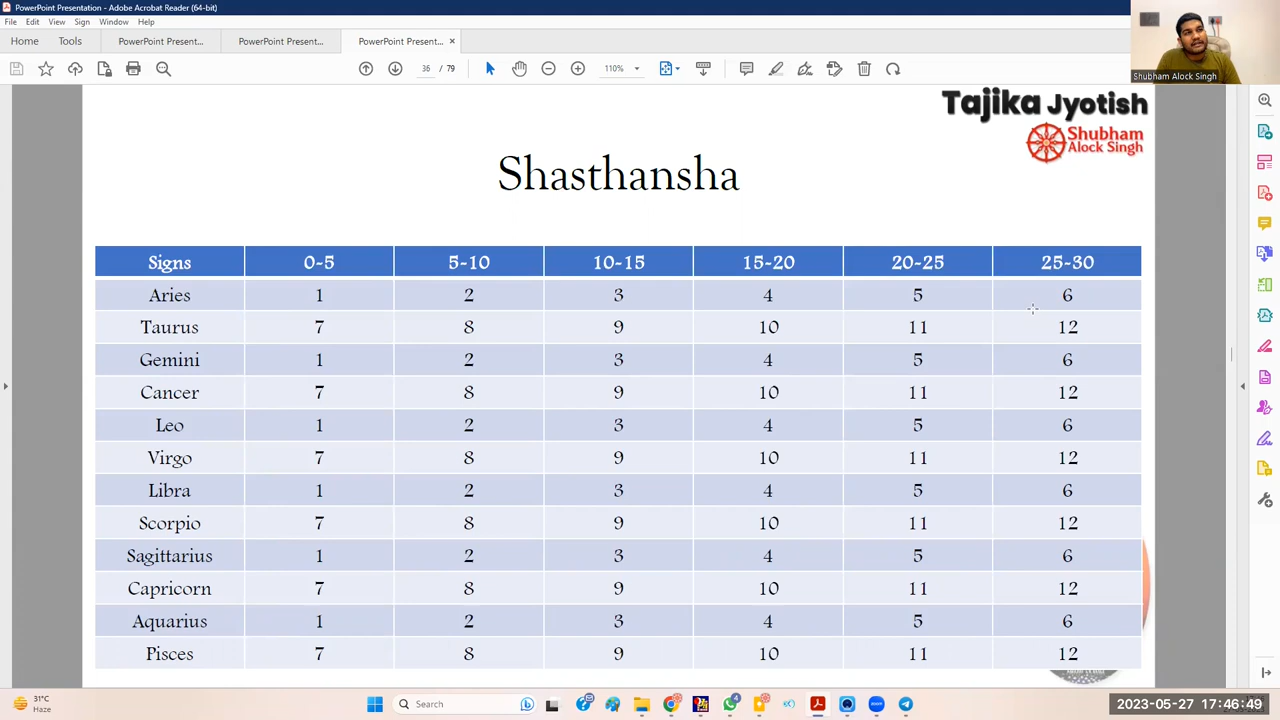 PowerPoint Presentation - Adobe Acrobat Reader (64-bit)
File Edit View Sign Window Help
Home Tools PowerPoint Present... PowerPoint Present... PowerPoint Present... ×
36 / 79 110%
Shubham Alock Singh
Tajika Jyotish
Shubham
Alock Singh
Shasthansha
Signs 0-5 5-10 10-15 15-20 20-25 25-30
Aries 1 2 3 4 5 6
Taurus 7 8 9 10 11 12
Gemini 1 2 3 4 5 6
Cancer 7 8 9 10 11 12
Leo 1 2 3 4 5 6
Virgo 7 8 9 10 11 12
Libra 1 2 3 4 5 6
Scorpio 7 8 9 10 11 12
Sagittarius 1 2 3 4 5 6
Capricorn 7 8 9 10 11 12
Aquarius 1 2 3 4 5 6
Pisces 7 8 9 10 11 12
31°C
Haze
Search
4
2023-05-27 17:46:49